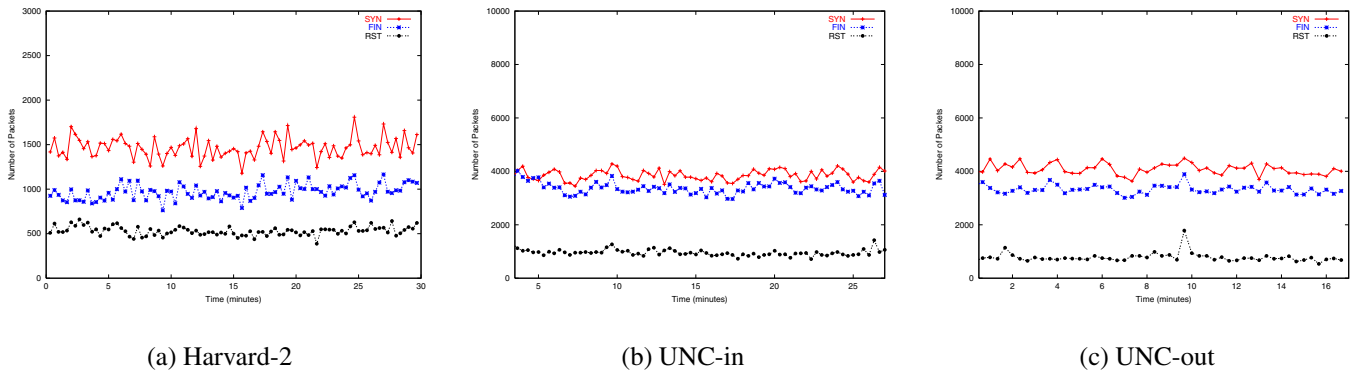 3000
2500
2000
1500
1000
500
0
Number of Packets
SYN
FIN
RST
0 5 10 15 20 25 30
Time (minutes)
(a) Harvard-2
10000
8000
6000
4000
2000
0
Number of Packets
SYN
FIN
RST
5 10 15 20 25
Time (minutes)
(b) UNC-in
10000
8000
6000
4000
2000
0
Number of Packets
SYN
FIN
RST
2 4 6 8 10 12 14 16
Time (minutes)
(c) UNC-out